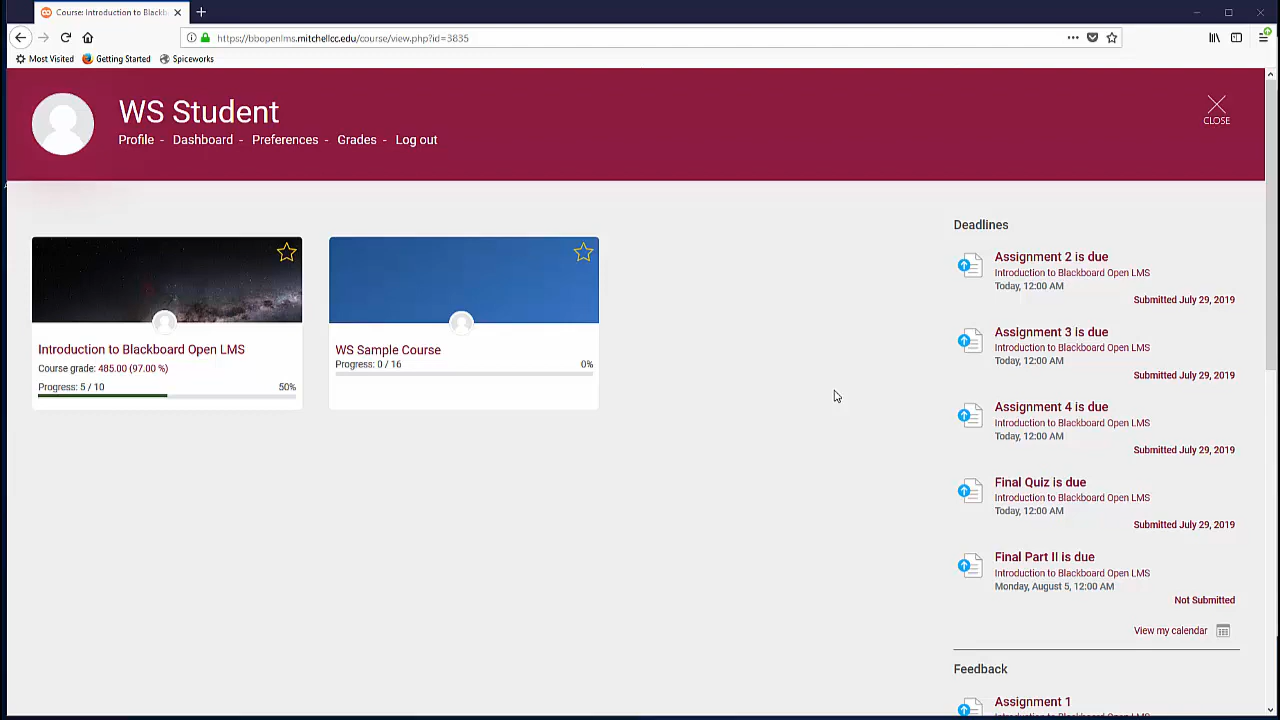 Course: Introduction to Blackb
https://bbopenlms.mitchellcc.edu/course/view.php?id=3835
Most Visited
Getting Started
Spiceworks
WS Student
Profile - Dashboard - Preferences - Grades - Log out
CLOSE
Introduction to Blackboard Open LMS
Course grade: 485.00 (97.00 %)
Progress: 5 / 10 50%
WS Sample Course
Progress: 0 / 16 0%
Deadlines
Assignment 2 is due
Introduction to Blackboard Open LMS
Today, 12:00 AM
Submitted July 29, 2019
Assignment 3 is due
Introduction to Blackboard Open LMS
Today, 12:00 AM
Submitted July 29, 2019
Assignment 4 is due
Introduction to Blackboard Open LMS
Today, 12:00 AM
Submitted July 29, 2019
Final Quiz is due
Introduction to Blackboard Open LMS
Today, 12:00 AM
Submitted July 29, 2019
Final Part II is due
Introduction to Blackboard Open LMS
Monday, August 5, 12:00 AM
Not Submitted
View my calendar
Feedback
Assignment 1